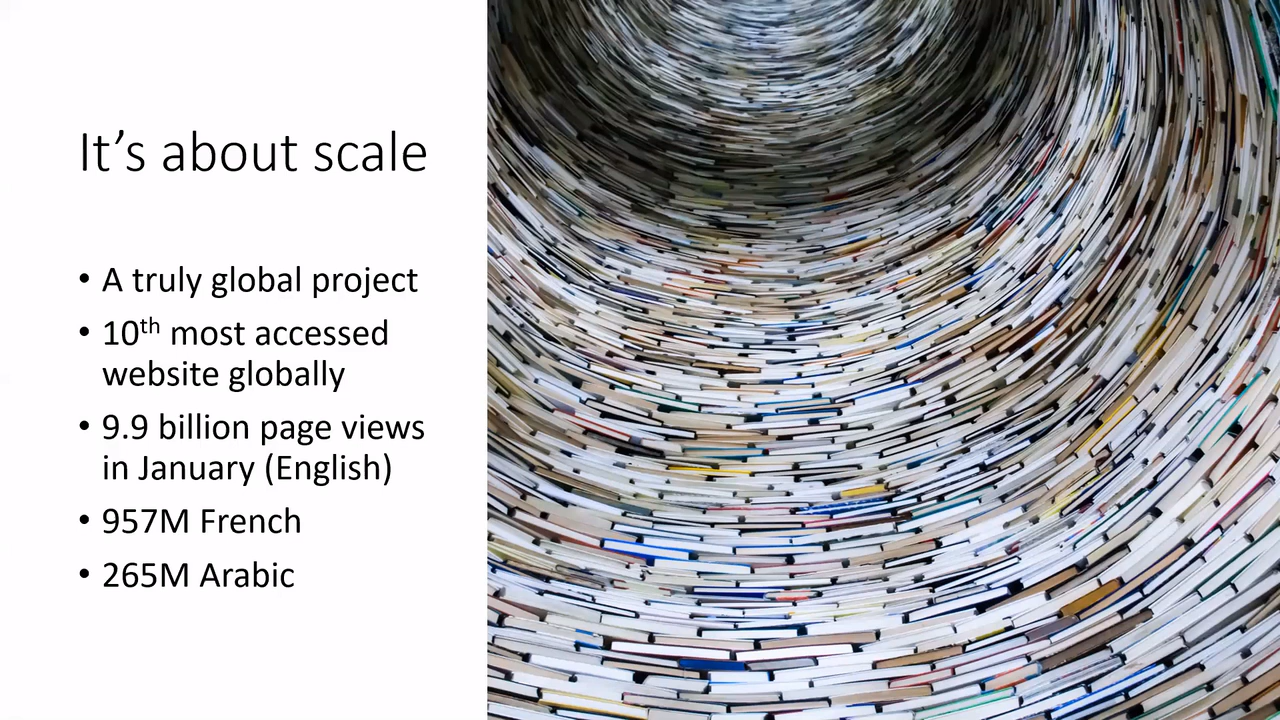 It’s about scale
• A truly global project
• 10th most accessed
website globally
• 9.9 billion page views
in January (English)
• 957M French
• 265M Arabic